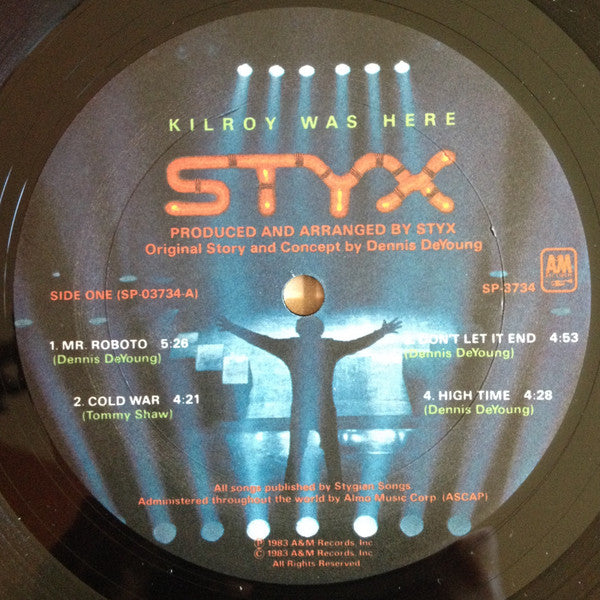 KILROY WAS HERE
STYX
PRODUCED AND ARRANGED BY STYX
Original Story and Concept by Dennis DeYoung
SIDE ONE (SP-03734-A)
SP-3734
A&M
1. MR. ROBOTO 5:26
(Dennis DeYoung)
2. COLD WAR 4:21
(Tommy Shaw)
DON'T LET IT END 4:53
(Dennis DeYoung)
4. HIGH TIME 4:28
(Dennis DeYoung)
All songs published by Stygian Songs
Administered throughout the world by Almo Music Corp. (ASCAP)
℗ 1983 A&M Records, Inc.
© 1983 A&M Records, Inc.
All Rights Reserved